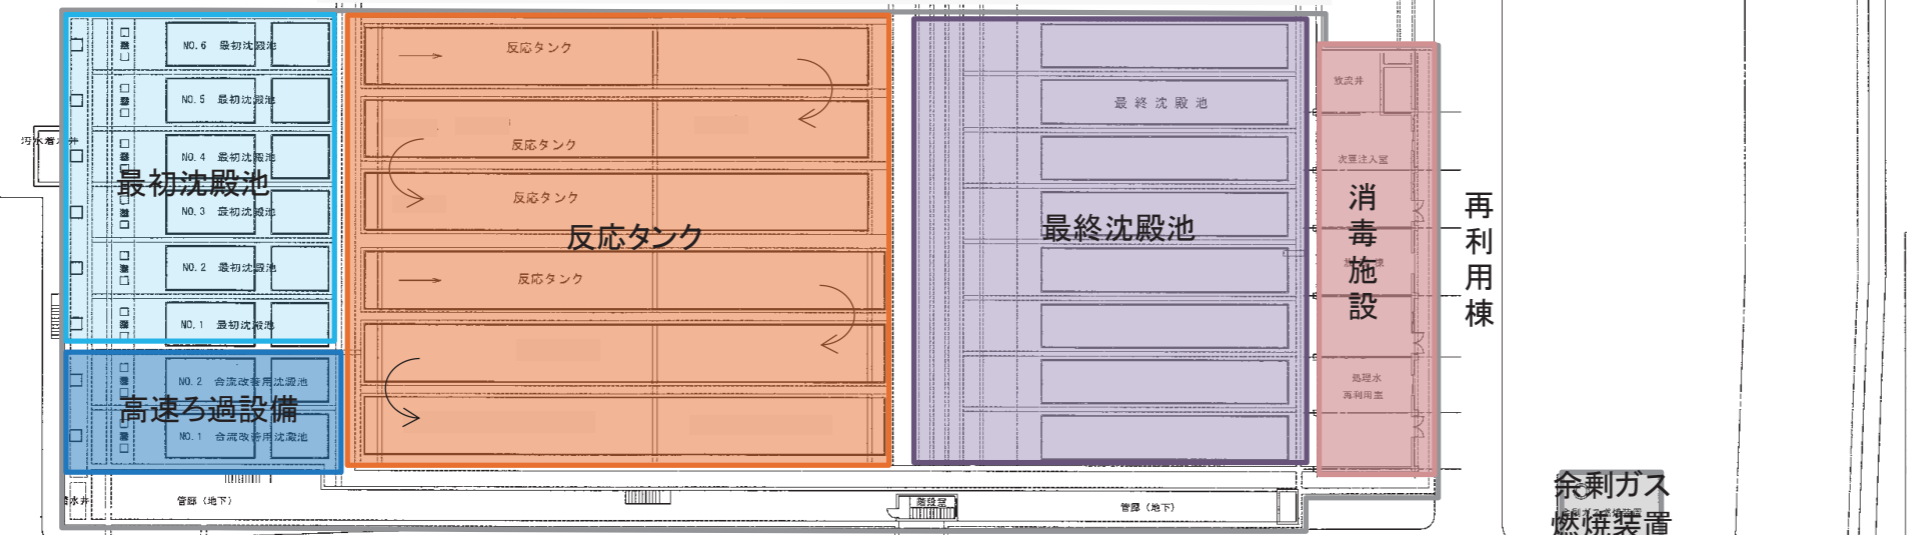 NO.6 最初沈殿池
NO.5 最初沈殿池
汚水着水井
NO.4 最初沈殿池
最初沈殿池
NO.3 最初沈殿池
NO.2 最初沈殿池
NO.1 最初沈殿池
NO.2 合流改善用沈澱池
高速ろ過設備
NO.1 合流改善用沈澱池
反応タンク
反応タンク
反応タンク
反応タンク
反応タンク
最終沈殿池
最終沈殿池
放流井
次亜注入室
消毒施設
処理水
再利用室
再利用棟
管廊(地下)
階段室
管廊(地下)
余剰ガス
燃焼装置